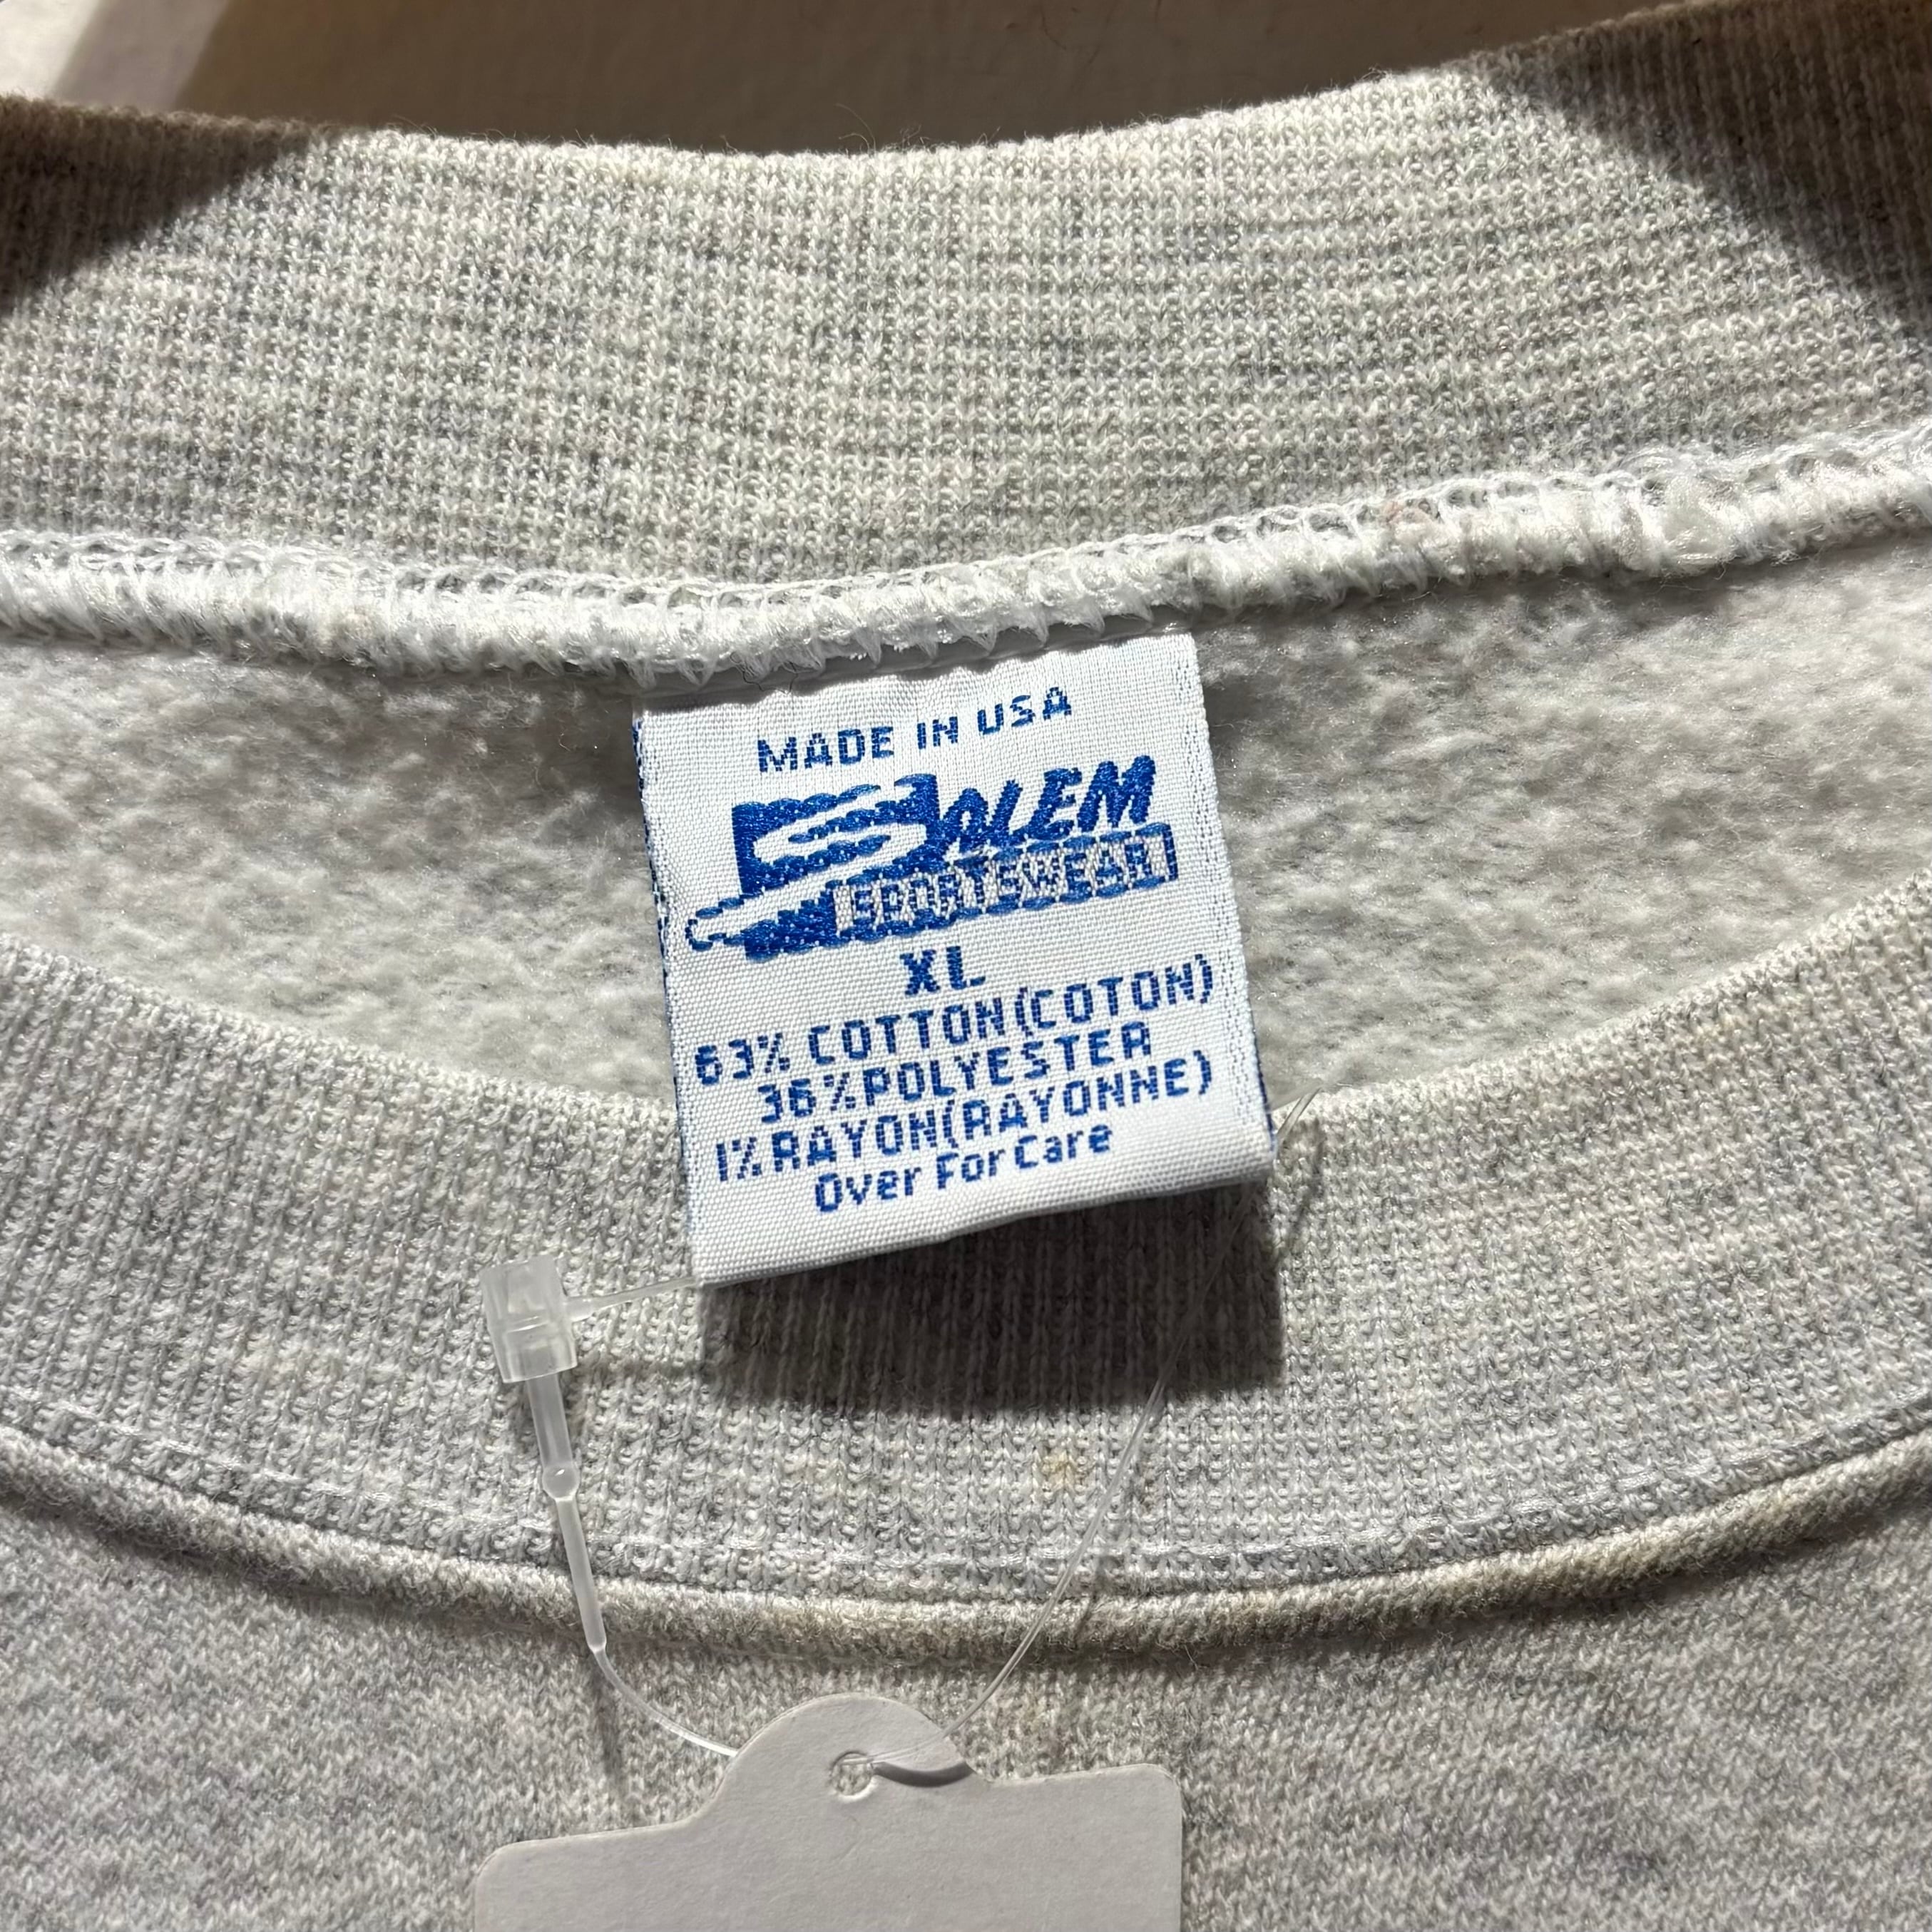 MADE IN USA
SALEM
SPORTSWEAR
XL
63% COTTON(COTON)
36%POLYESTER
1%RAYON(RAYONNE)
Over For Care